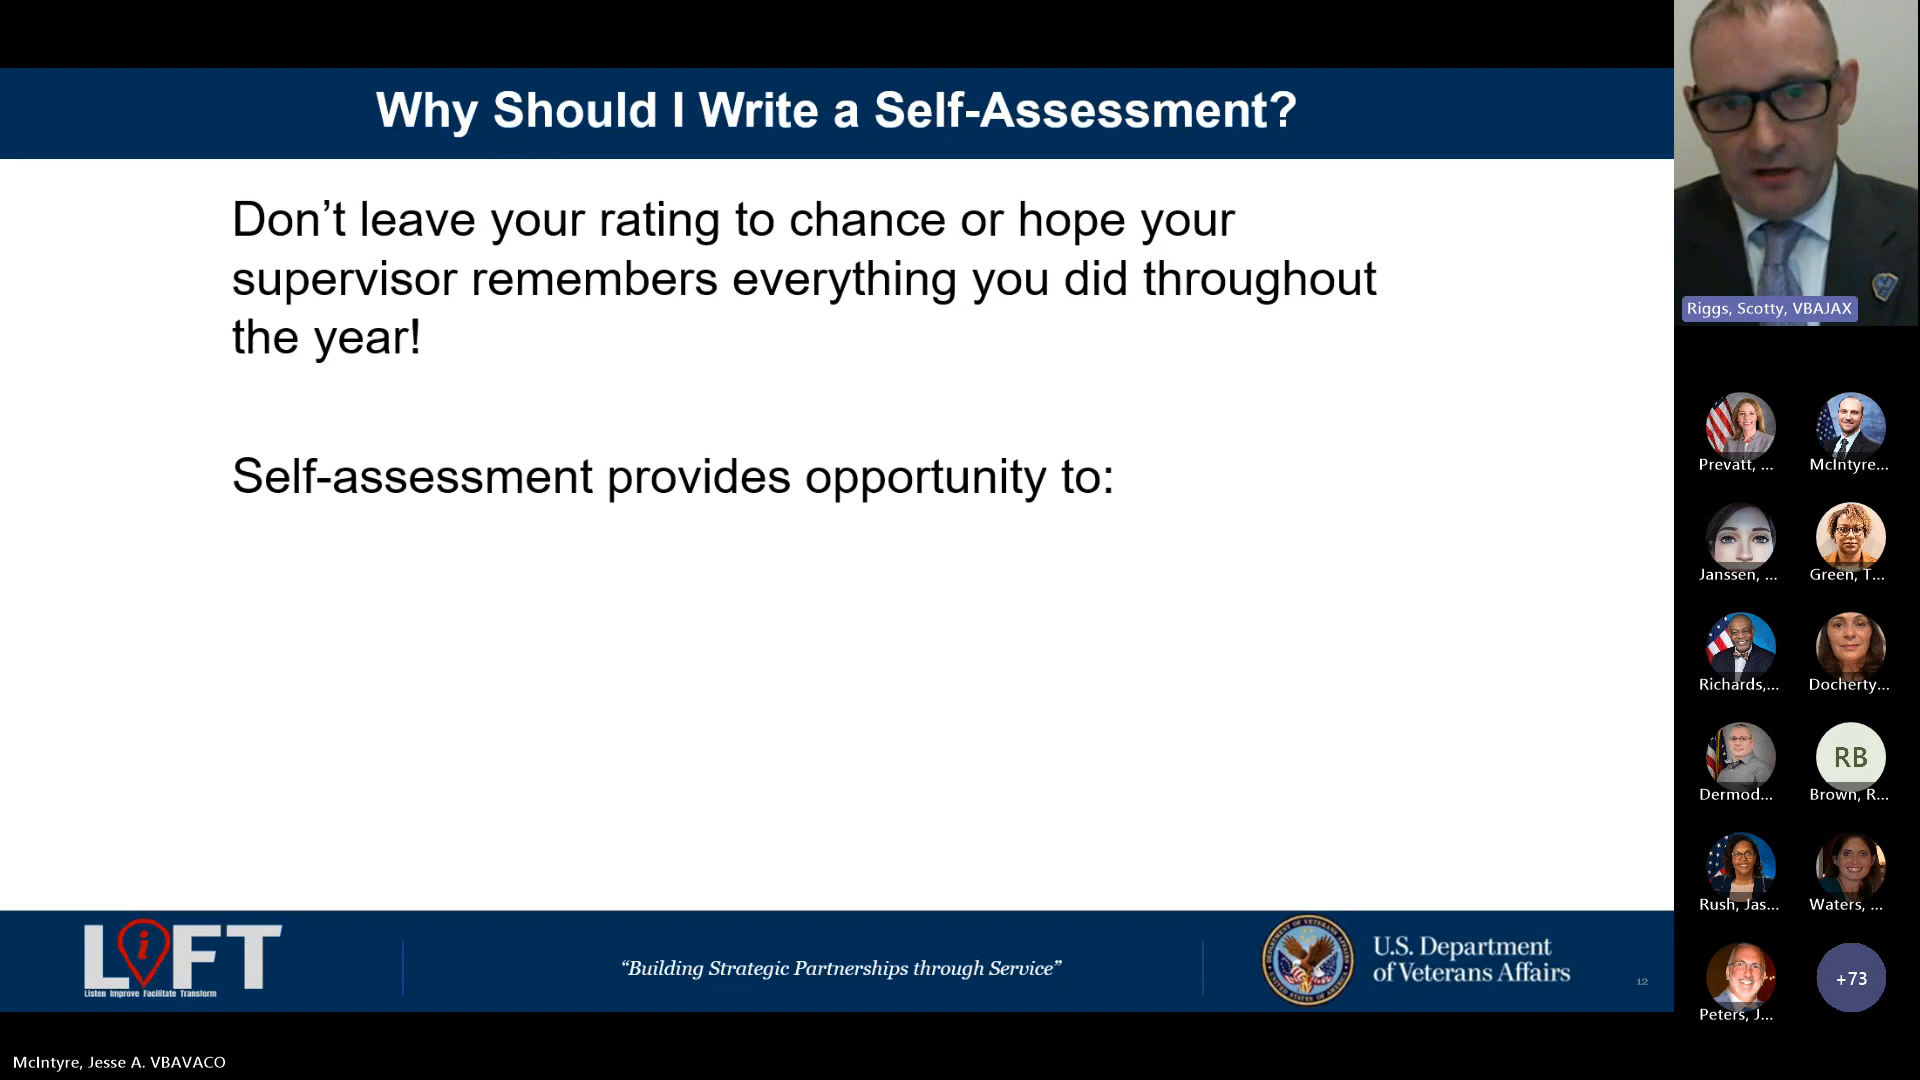 Why Should I Write a Self-Assessment?
Don’t leave your rating to chance or hope your
supervisor remembers everything you did throughout
the year!
Self-assessment provides opportunity to:
LiFT
Listen Improve Facilitate Transform
“Building Strategic Partnerships through Service”
U.S. Department
of Veterans Affairs
12
McIntyre, Jesse A. VBAVACO
Riggs, Scotty, VBAJAX
Prevatt, ...
McIntyre...
Janssen, ...
Green, T...
Richards,...
Docherty...
Dermod...
RB
Brown, R...
Rush, Jas...
Waters, ...
Peters, J...
+73